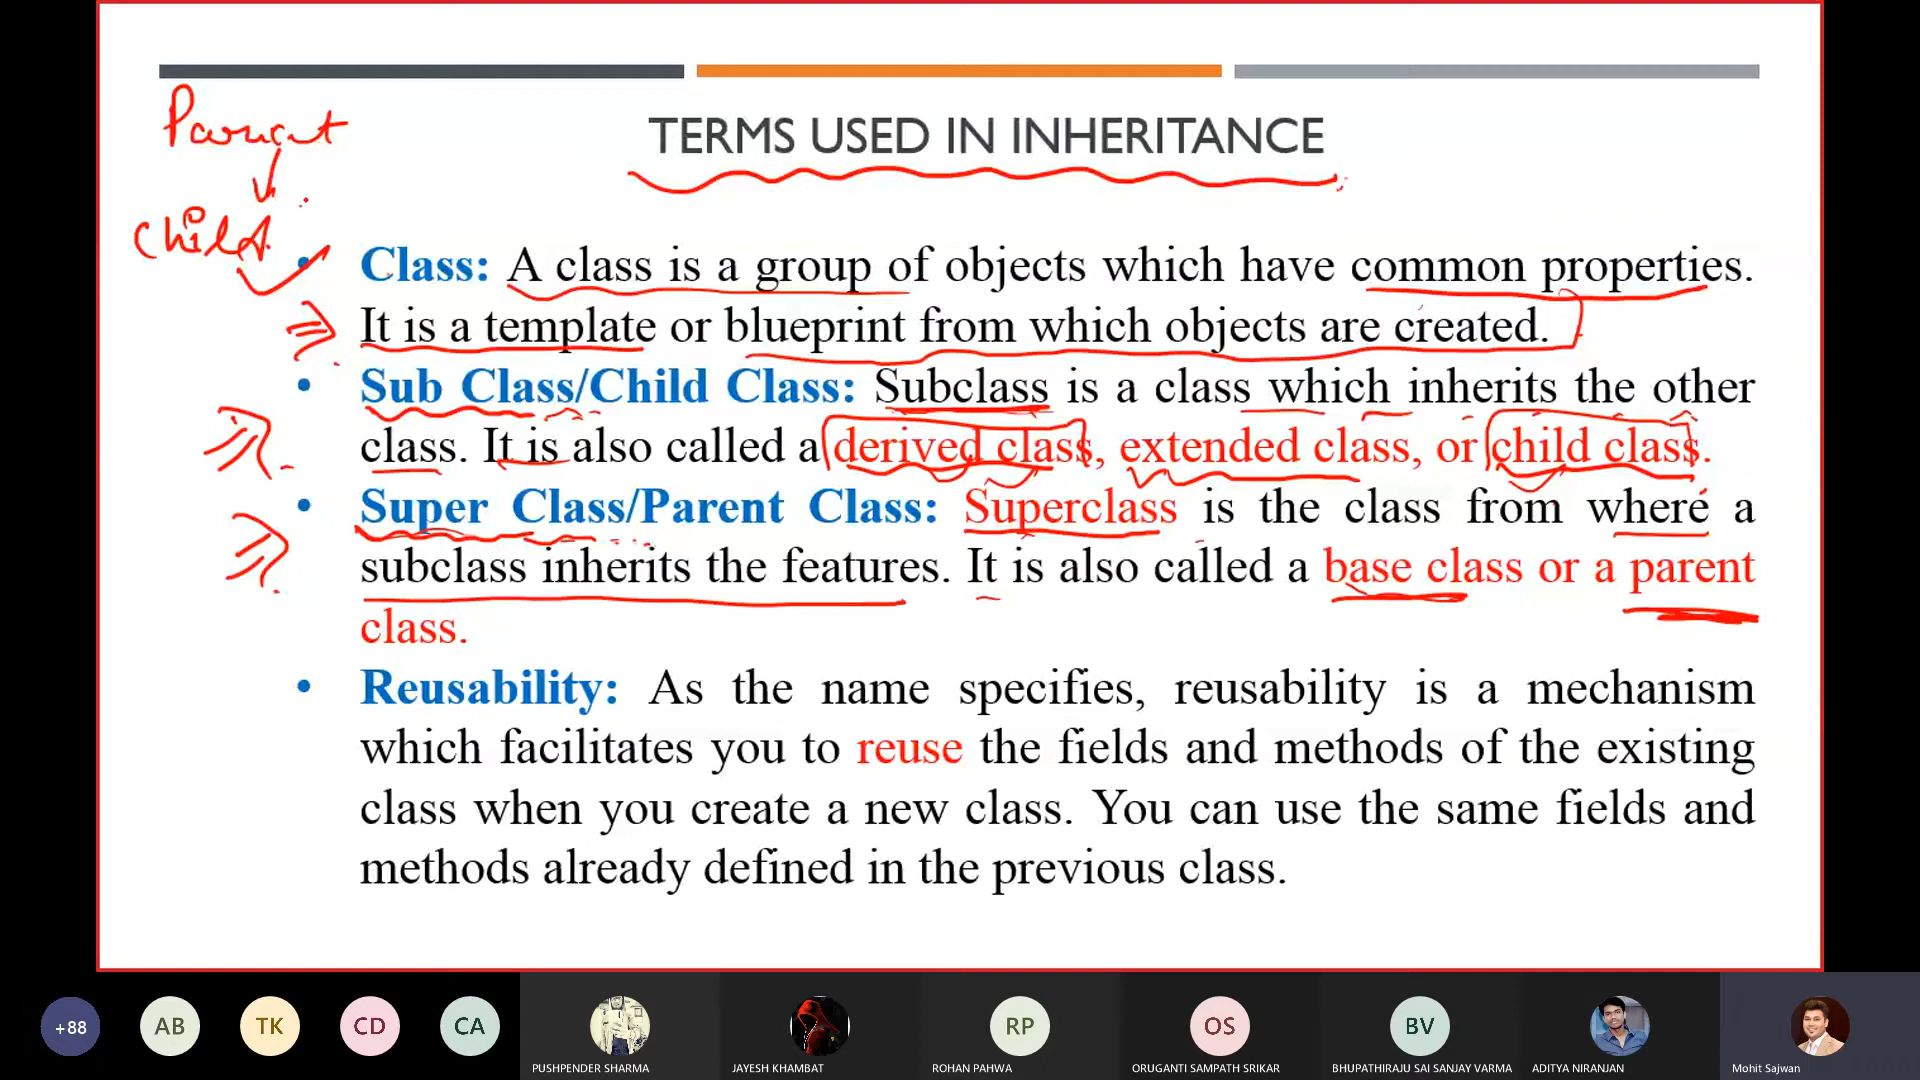 Parent
TERMS USED IN INHERITANCE
Child
• Class: A class is a group of objects which have common properties.
It is a template or blueprint from which objects are created.
• Sub Class/Child Class: Subclass is a class which inherits the other
class. It is also called a derived class, extended class, or child class.
• Super Class/Parent Class: Superclass is the class from where a
subclass inherits the features. It is also called a base class or a parent
class.
• Reusability: As the name specifies, reusability is a mechanism
which facilitates you to reuse the fields and methods of the existing
class when you create a new class. You can use the same fields and
methods already defined in the previous class.
+88 AB TK CD CA RP OS BV
PUSHPENDER SHARMA JAYESH KHAMBAT ROHAN PAHWA ORUGANTI SAMPATH SRIKAR BHUPATHIRAJU SAI SANJAY VARMA ADITYA NIRANJAN Mohit Sajwan